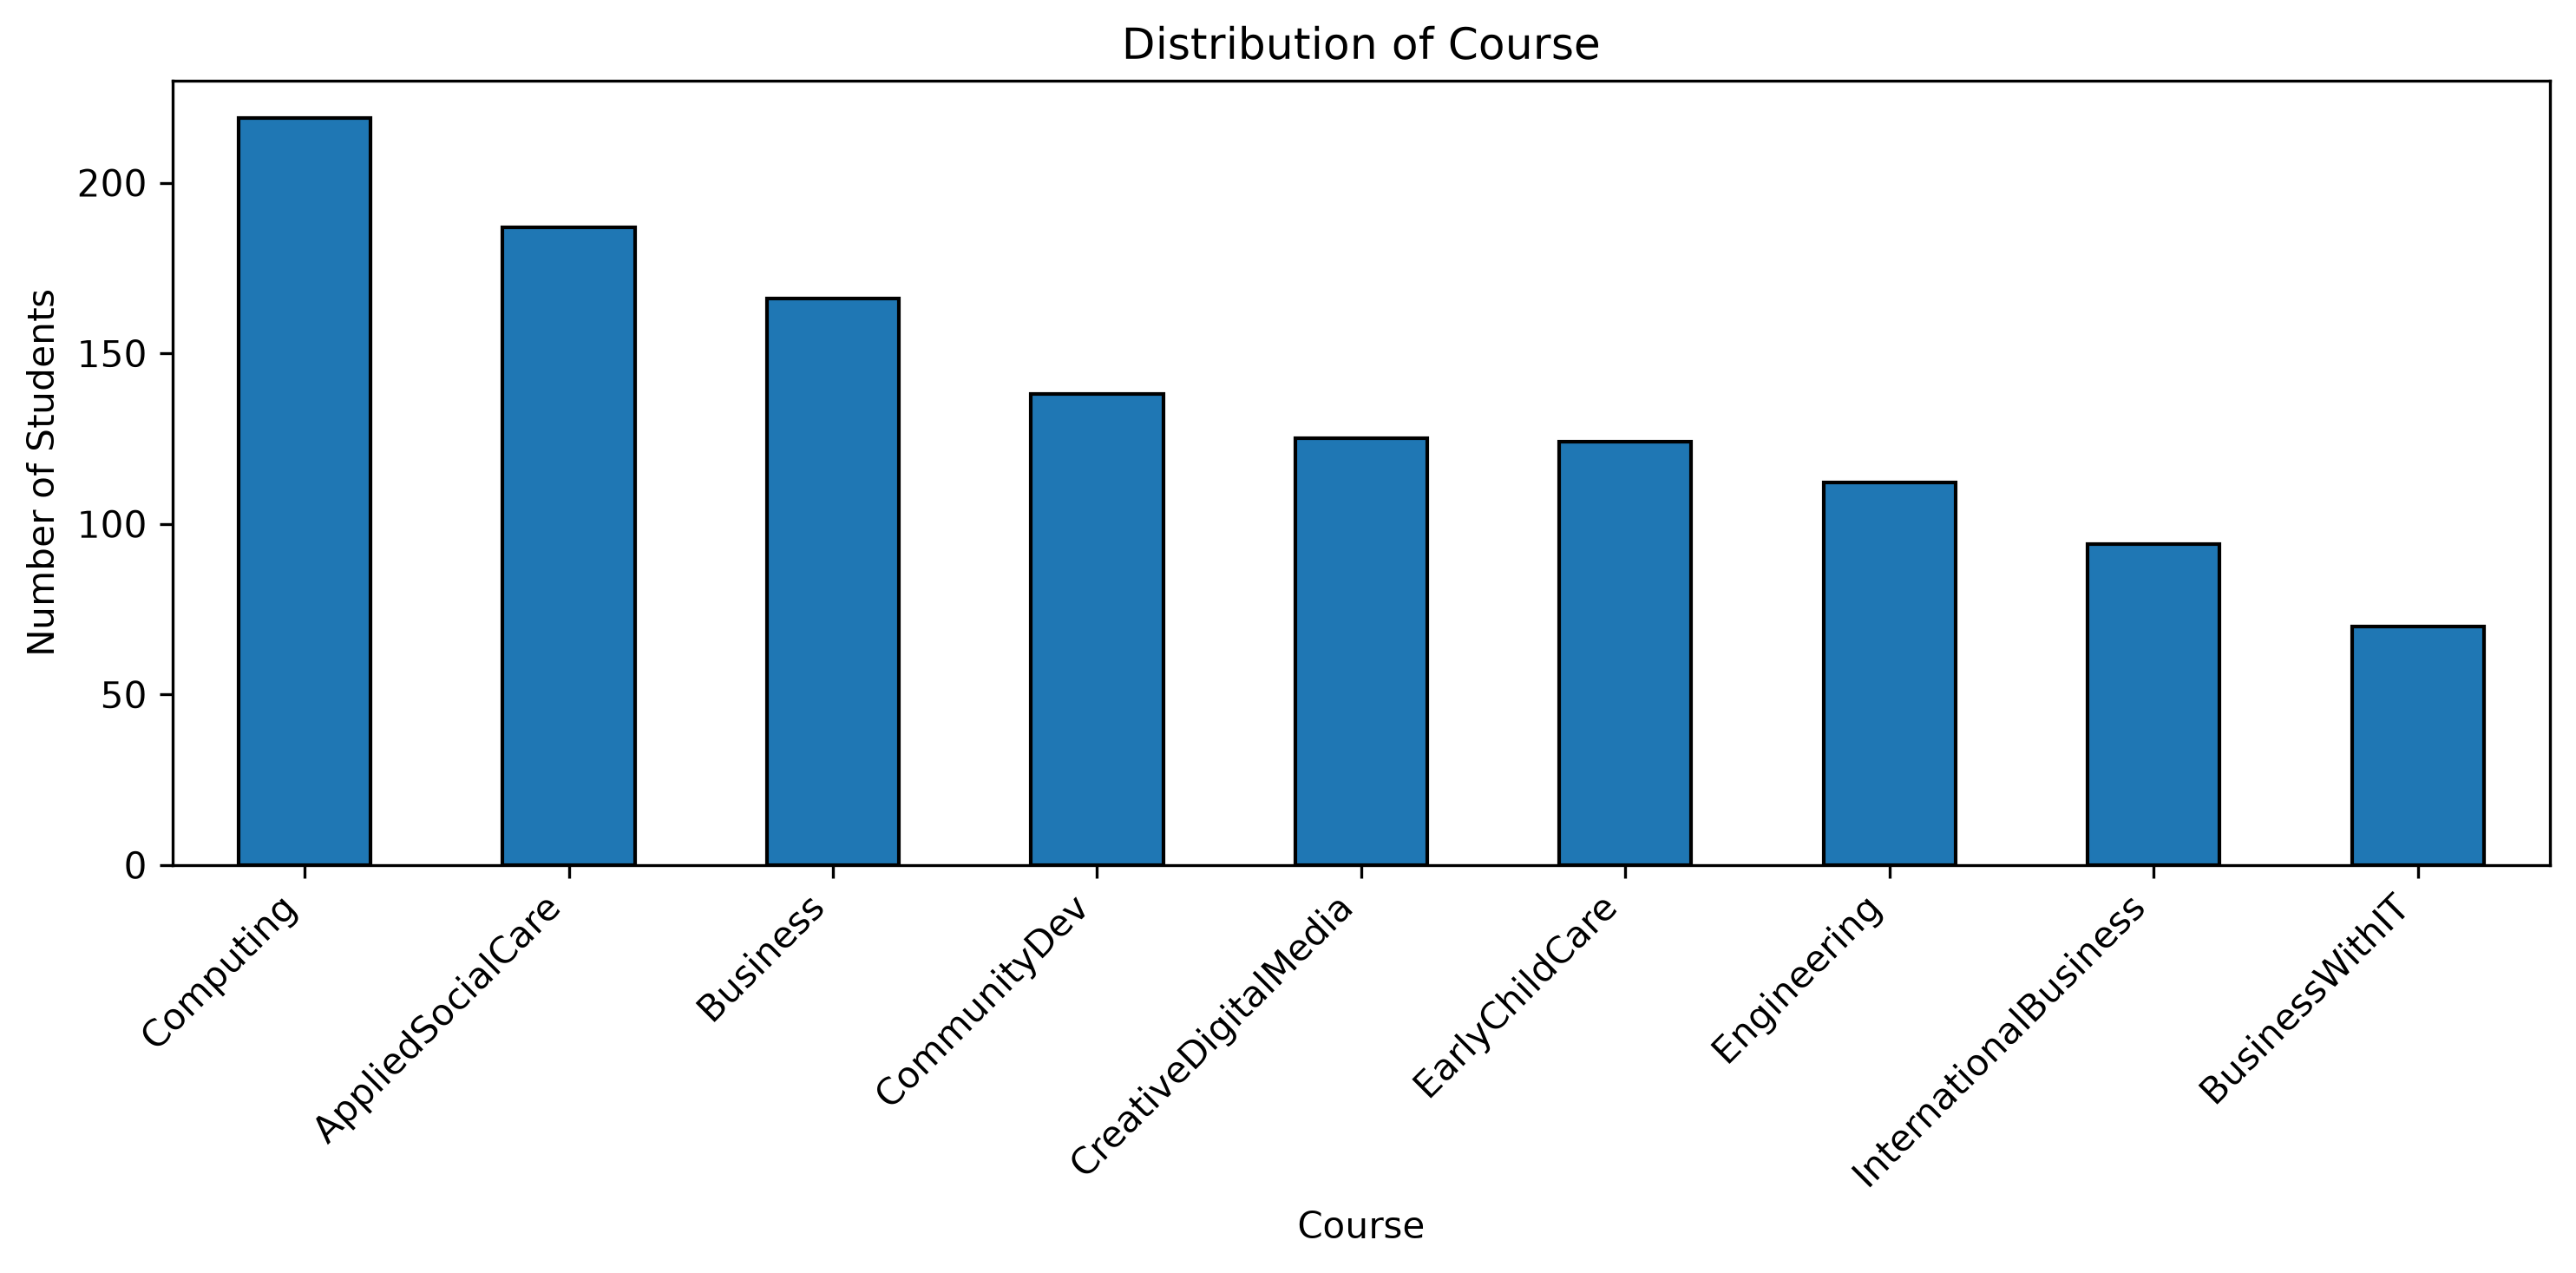 Distribution of Course
Number of Students
200
150
100
50
0
Computing
AppliedSocialCare
Business
CommunityDev
CreativeDigitalMedia
EarlyChildCare
Engineering
InternationalBusiness
BusinessWithIT
Course